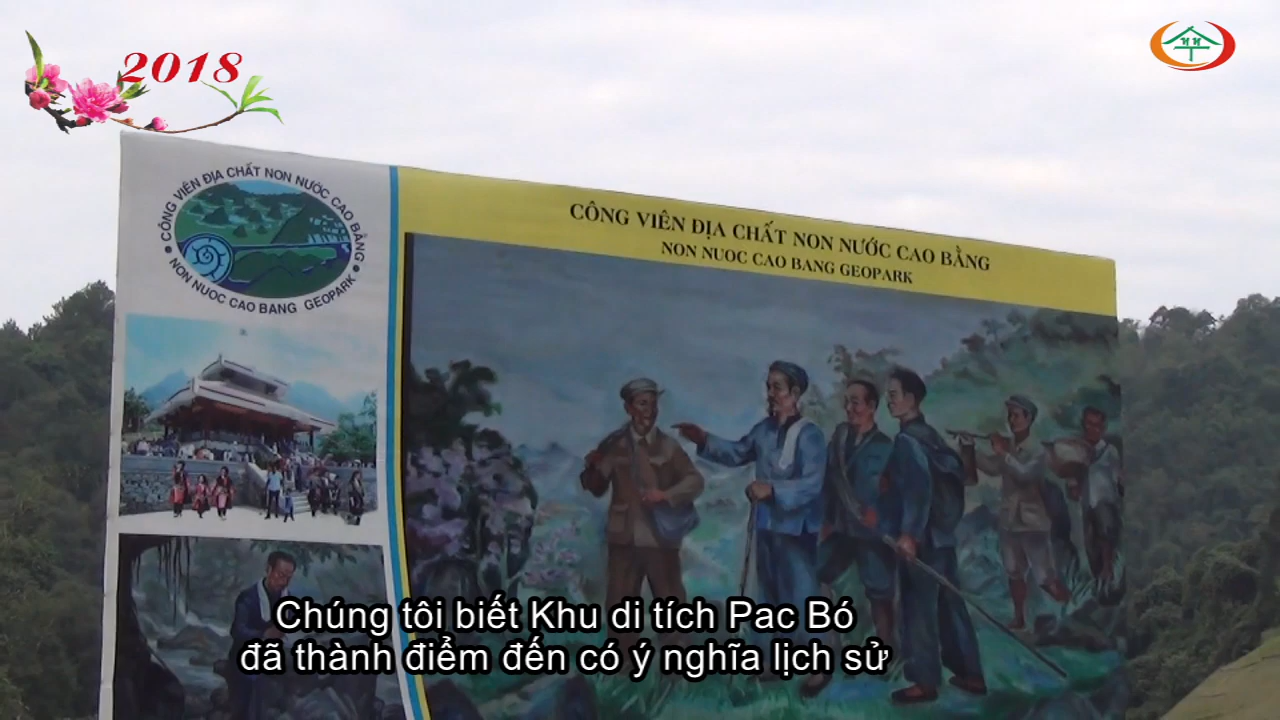 2018
CÔNG VIÊN ĐỊA CHẤT NON NƯỚC CAO BẰNG
NON NUOC CAO BANG GEOPARK
CÔNG VIÊN ĐỊA CHẤT NON NƯỚC CAO BẰNG
NON NUOC CAO BANG GEOPARK
Chúng tôi biết Khu di tích Pac Bó
đã thành điểm đến có ý nghĩa lịch sử